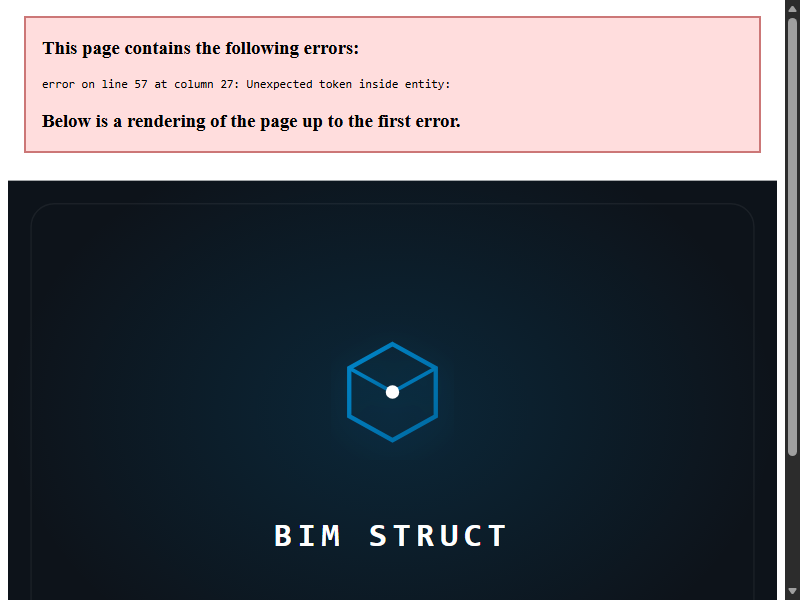 This page contains the following errors:
error on line 57 at column 27: Unexpected token inside entity:
Below is a rendering of the page up to the first error.
BIM STRUCT